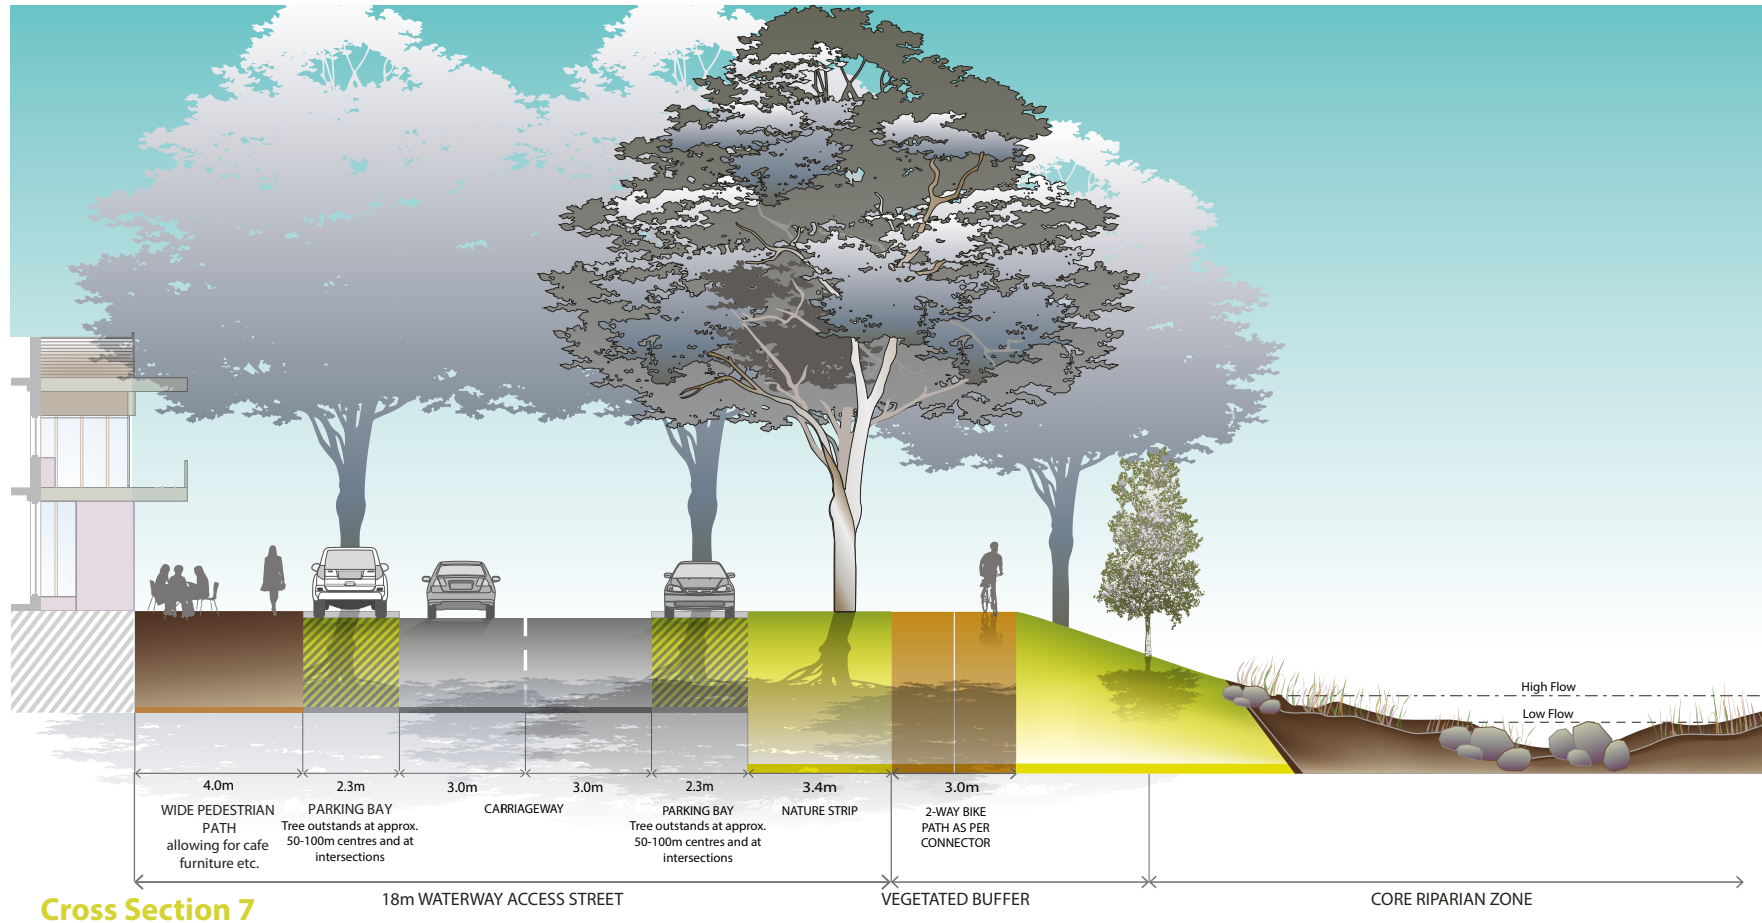 High Flow
Low Flow
4.0m
WIDE PEDESTRIAN
PATH
allowing for cafe
furniture etc.
2.3m
PARKING BAY
Tree outstands at approx.
50-100m centres and at
intersections
3.0m
CARRIAGEWAY
3.0m
2.3m
PARKING BAY
Tree outstands at approx.
50-100m centres and at
intersections
3.4m
NATURE STRIP
3.0m
2-WAY BIKE
PATH AS PER
CONNECTOR
18m WATERWAY ACCESS STREET
VEGETATED BUFFER
CORE RIPARIAN ZONE
Cross Section 7